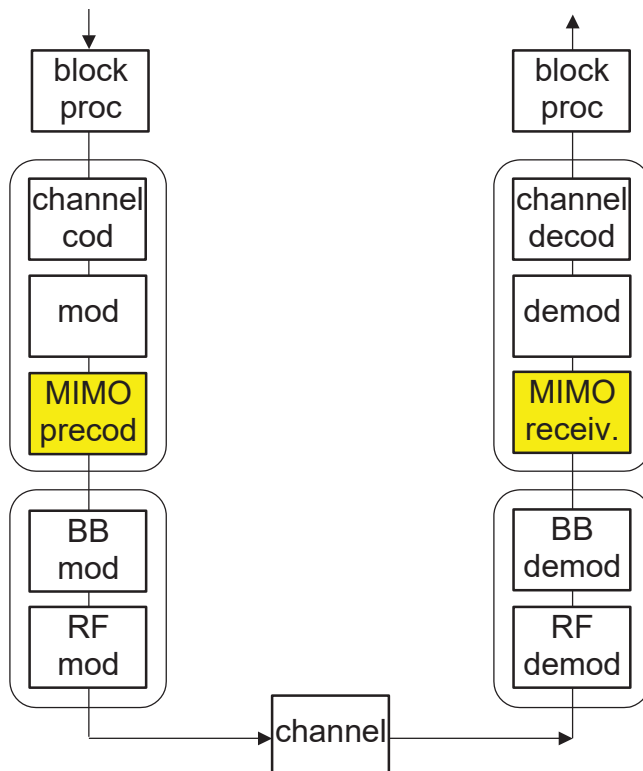 block
proc
channel
cod
mod
MIMO
precod
BB
mod
RF
mod
channel
block
proc
channel
decod
demod
MIMO
receiv.
BB
demod
RF
demod